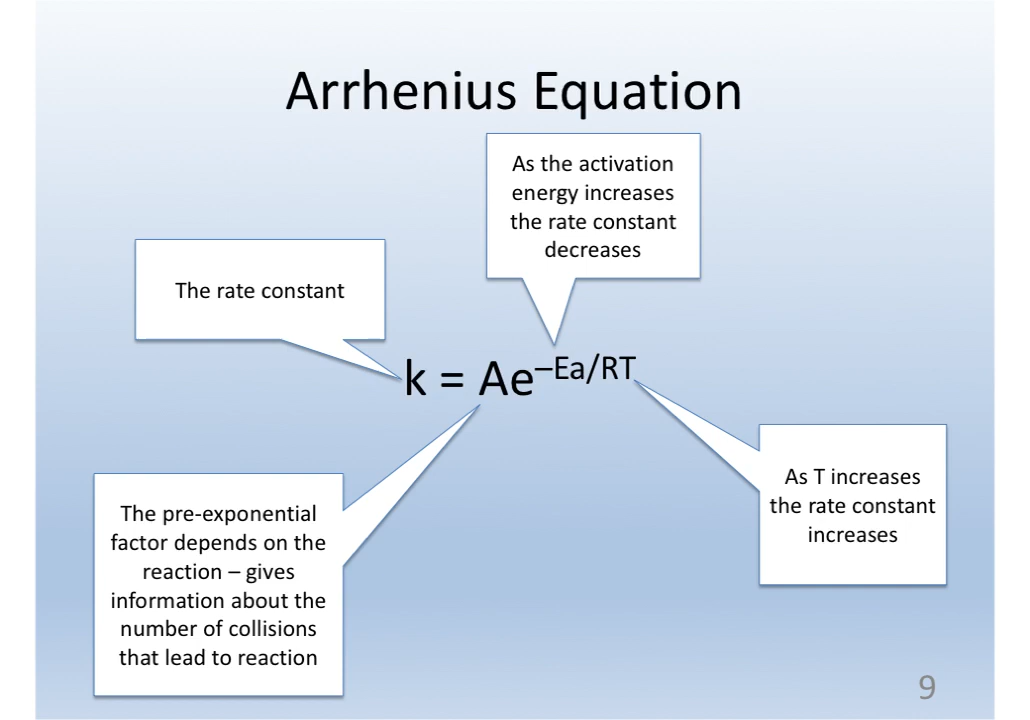 Arrhenius Equation
As the activation
energy increases
the rate constant
decreases
The rate constant
k = Ae–Ea/RT
As T increases
the rate constant
increases
The pre-exponential
factor depends on the
reaction – gives
information about the
number of collisions
that lead to reaction
9